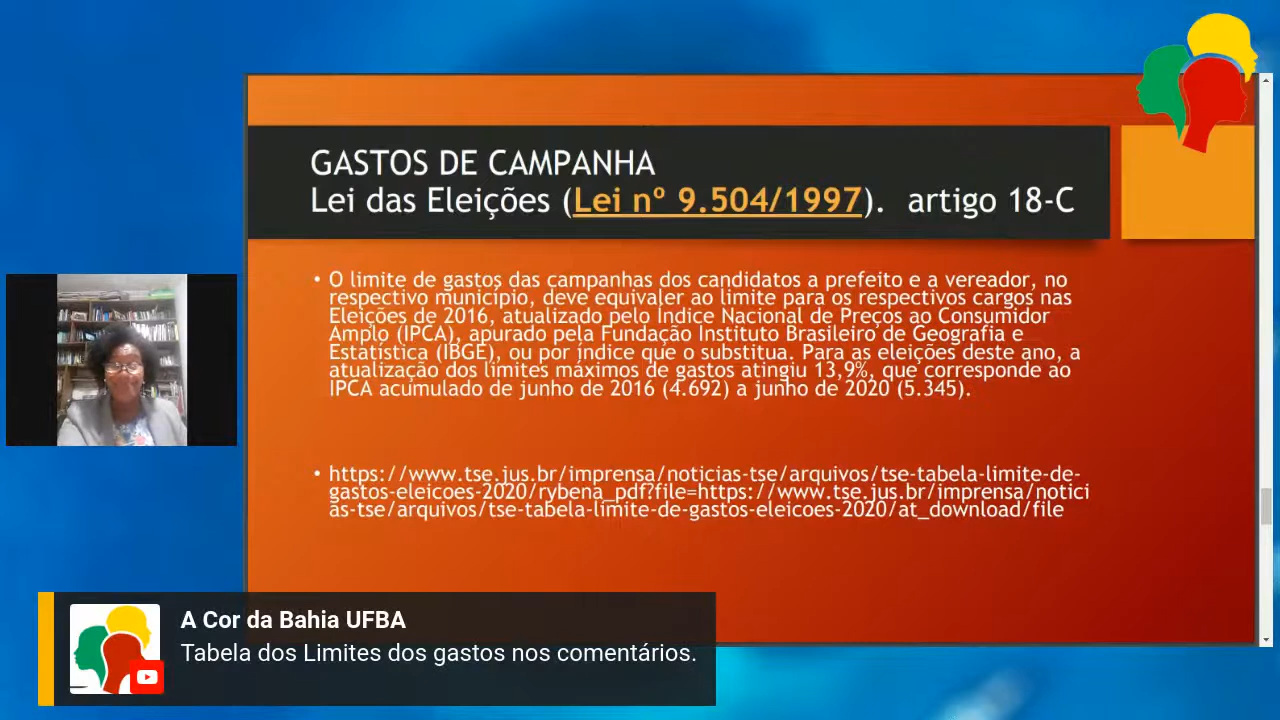 GASTOS DE CAMPANHA
Lei das Eleições (Lei nº 9.504/1997).  artigo 18-C
• O limite de gastos das campanhas dos candidatos a prefeito e a vereador, no
respectivo município, deve equivaler ao limite para os respectivos cargos nas
Eleições de 2016, atualizado pelo Índice Nacional de Preços ao Consumidor
Amplo (IPCA), apurado pela Fundação Instituto Brasileiro de Geografia e
Estatística (IBGE), ou por índice que o substitua. Para as eleições deste ano, a
atualização dos limites máximos de gastos atingiu 13,9%, que corresponde ao
IPCA acumulado de junho de 2016 (4.692) a junho de 2020 (5.345).
• https://www.tse.jus.br/imprensa/noticias-tse/arquivos/tse-tabela-limite-de-
gastos-eleicoes-2020/rybena_pdf?file=https://www.tse.jus.br/imprensa/notici
as-tse/arquivos/tse-tabela-limite-de-gastos-eleicoes-2020/at_download/file
A Cor da Bahia UFBA
Tabela dos Limites dos gastos nos comentários.